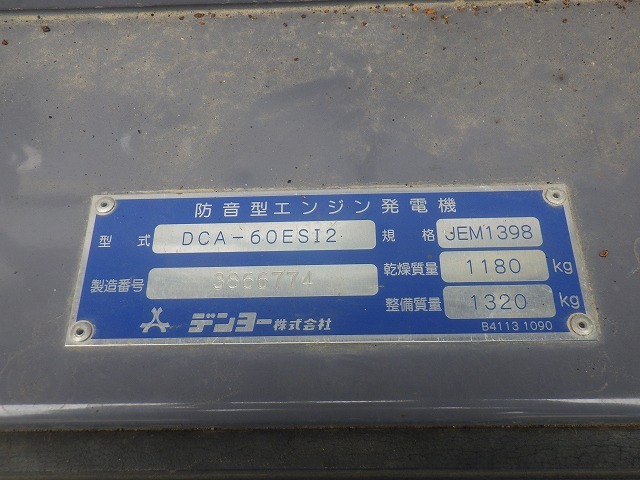 防音型エンジン発電機
型式 DCA-60ESI2 規格 JEM1398
製造番号 3856774 乾燥質量 1180 kg
整備質量 1320 kg
デンヨー株式会社
B4113 1090